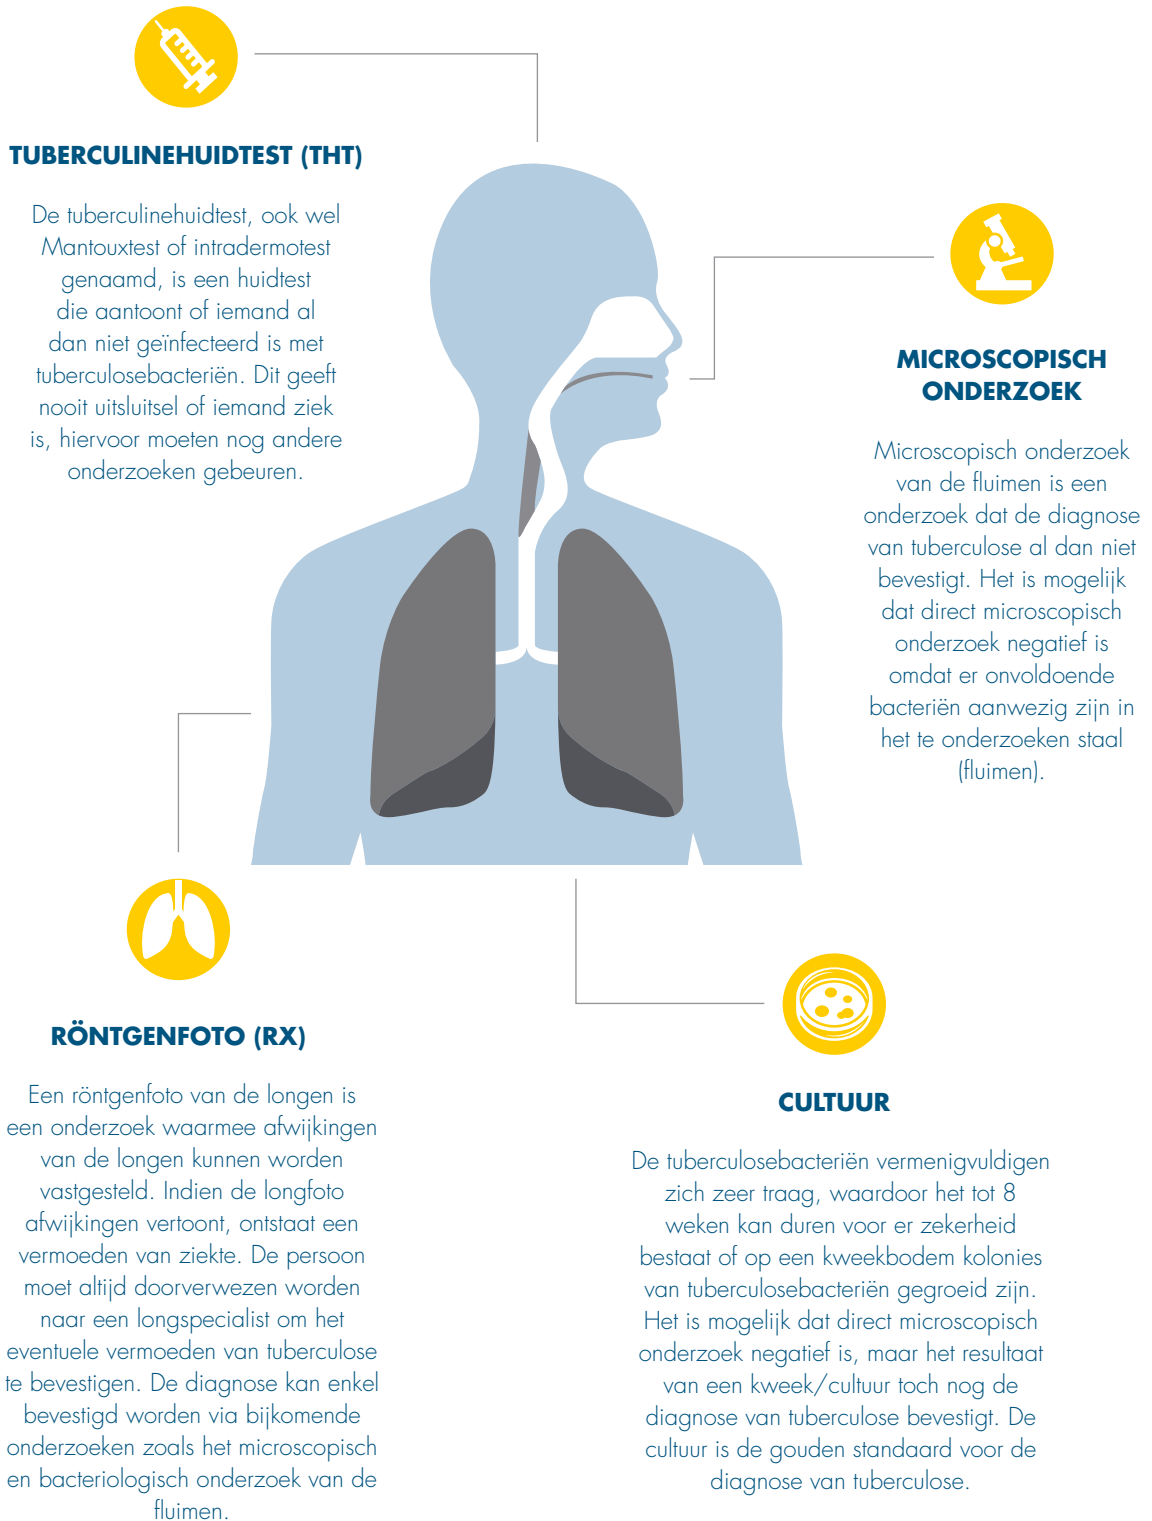 TUBERCULINEHUIDTEST (THT)
De tuberculinehuidtest, ook wel
Mantouxtest of intradermotest
genaamd, is een huidtest
die aantoont of iemand al
dan niet geïnfecteerd is met
tuberculosebacteriën. Dit geeft
nooit uitsluitsel of iemand ziek
is, hiervoor moeten nog andere
onderzoeken gebeuren.
MICROSCOPISCH
ONDERZOEK
Microscopisch onderzoek
van de fluimen is een
onderzoek dat de diagnose
van tuberculose al dan niet
bevestigt. Het is mogelijk
dat direct microscopisch
onderzoek negatief is
omdat er onvoldoende
bacteriën aanwezig zijn in
het te onderzoeken staal
(fluimen).
RÖNTGENFOTO (RX)
Een röntgenfoto van de longen is
een onderzoek waarmee afwijkingen
van de longen kunnen worden
vastgesteld. Indien de longfoto
afwijkingen vertoont, ontstaat een
vermoeden van ziekte. De persoon
moet altijd doorverwezen worden
naar een longspecialist om het
eventuele vermoeden van tuberculose
te bevestigen. De diagnose kan enkel
bevestigd worden via bijkomende
onderzoeken zoals het microscopisch
en bacteriologisch onderzoek van de
fluimen.
CULTUUR
De tuberculosebacteriën vermenigvuldigen
zich zeer traag, waardoor het tot 8
weken kan duren voor er zekerheid
bestaat of op een kweekbodem kolonies
van tuberculosebacteriën gegroeid zijn.
Het is mogelijk dat direct microscopisch
onderzoek negatief is, maar het resultaat
van een kweek/cultuur toch nog de
diagnose van tuberculose bevestigt. De
cultuur is de gouden standaard voor de
diagnose van tuberculose.